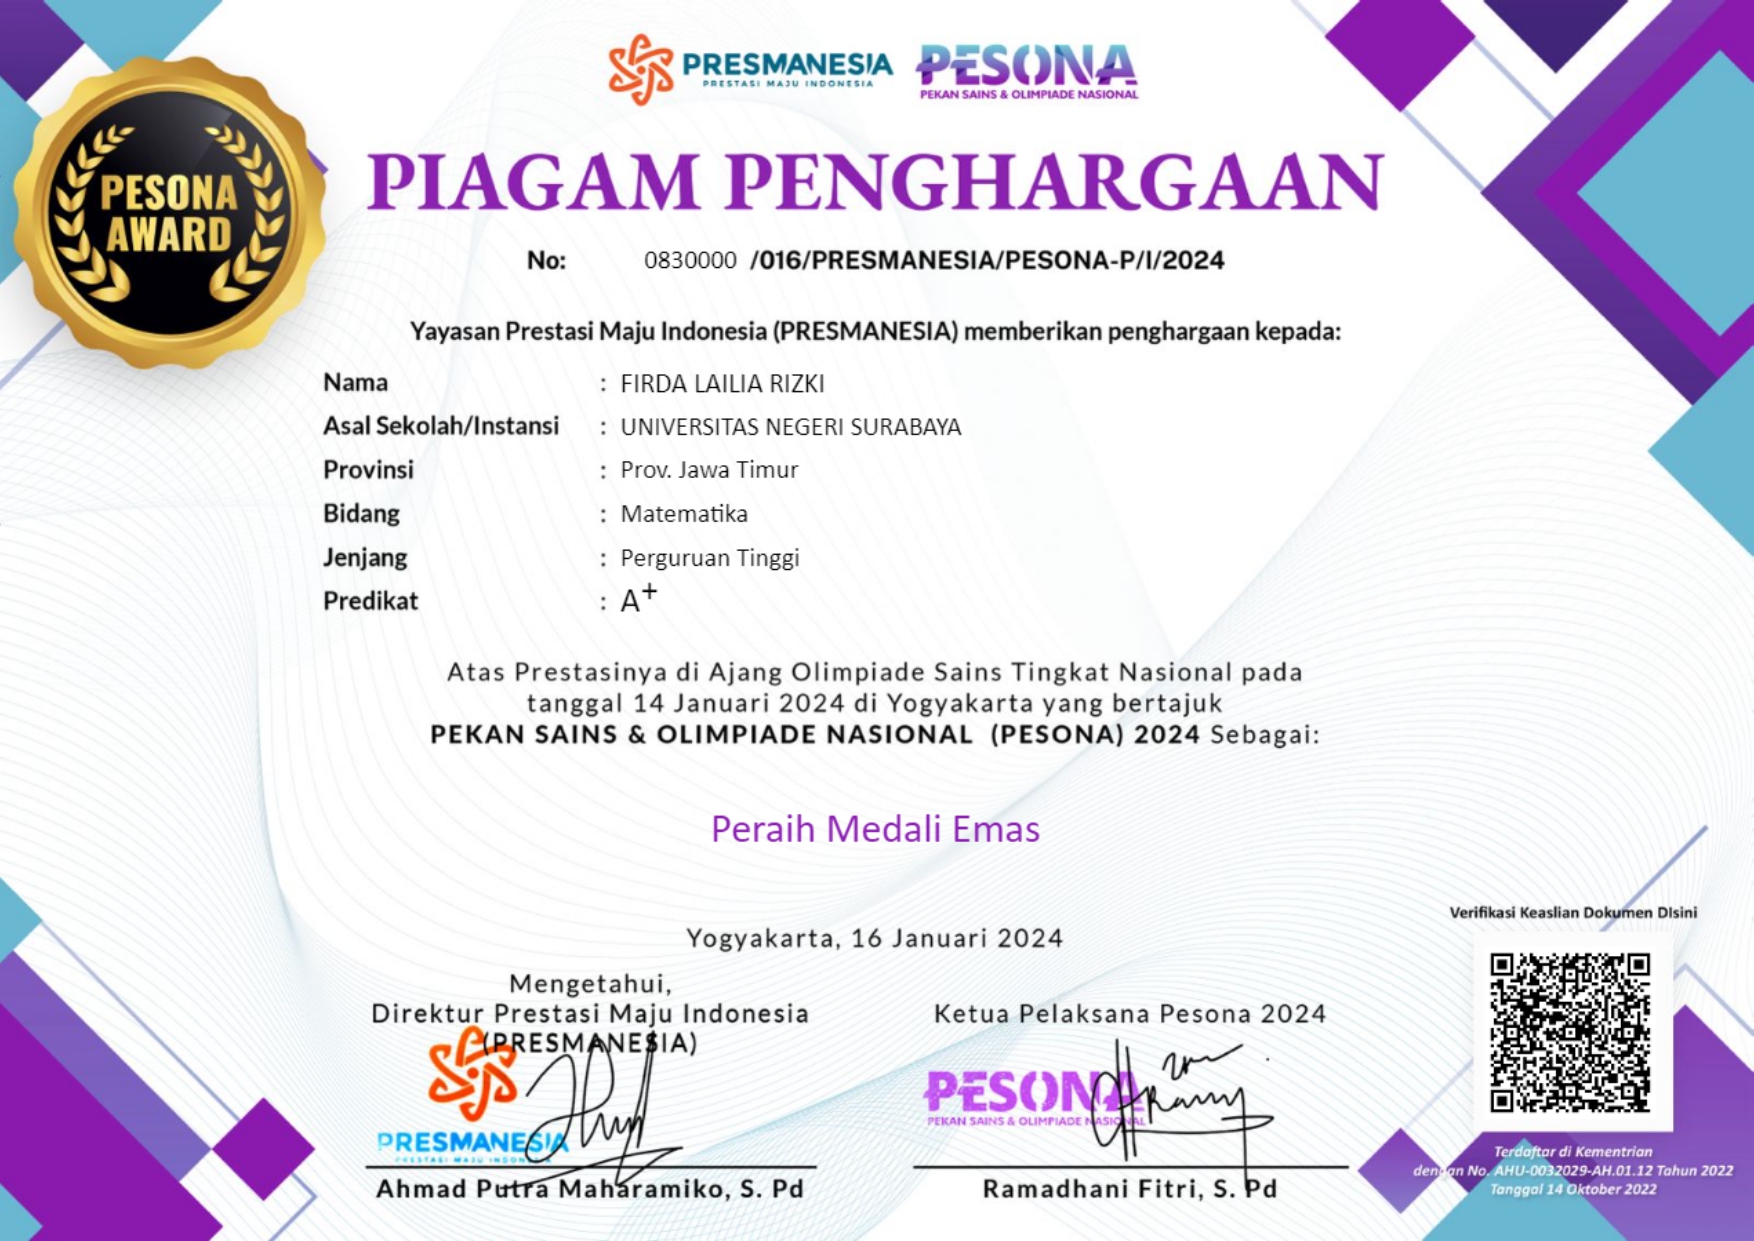 PRESMANESIA
PRESTASI MAJU INDONESIA
PESONA
PEKAN SAINS & OLIMPIADE NASIONAL
PESONA
AWARD
PIAGAM PENGHARGAAN
No: 0830000 /016/PRESMANESIA/PESONA-P/I/2024
Yayasan Prestasi Maju Indonesia (PRESMANESIA) memberikan penghargaan kepada:
Nama : FIRDA LAILIA RIZKI
Asal Sekolah/Instansi : UNIVERSITAS NEGERI SURABAYA
Provinsi : Prov. Jawa Timur
Bidang : Matematika
Jenjang : Perguruan Tinggi
Predikat : A+
Atas Prestasinya di Ajang Olimpiade Sains Tingkat Nasional pada
tanggal 14 Januari 2024 di Yogyakarta yang bertajuk
PEKAN SAINS & OLIMPIADE NASIONAL (PESONA) 2024 Sebagai:
Peraih Medali Emas
Yogyakarta, 16 Januari 2024
Mengetahui,
Direktur Prestasi Maju Indonesia
(PRESMANESIA)
PRESMANESIA
PRESTASI MAJU INDONESIA
Ahmad Putra Maharamiko, S. Pd
Ketua Pelaksana Pesona 2024
PESONA
PEKAN SAINS & OLIMPIADE NASIONAL
Ramadhani Fitri, S. Pd
Verifikasi Keaslian Dokumen DIsini
Terdaftar di Kementrian
dengan No. AHU-0032029-AH.01.12 Tahun 2022
Tanggal 14 Oktober 2022